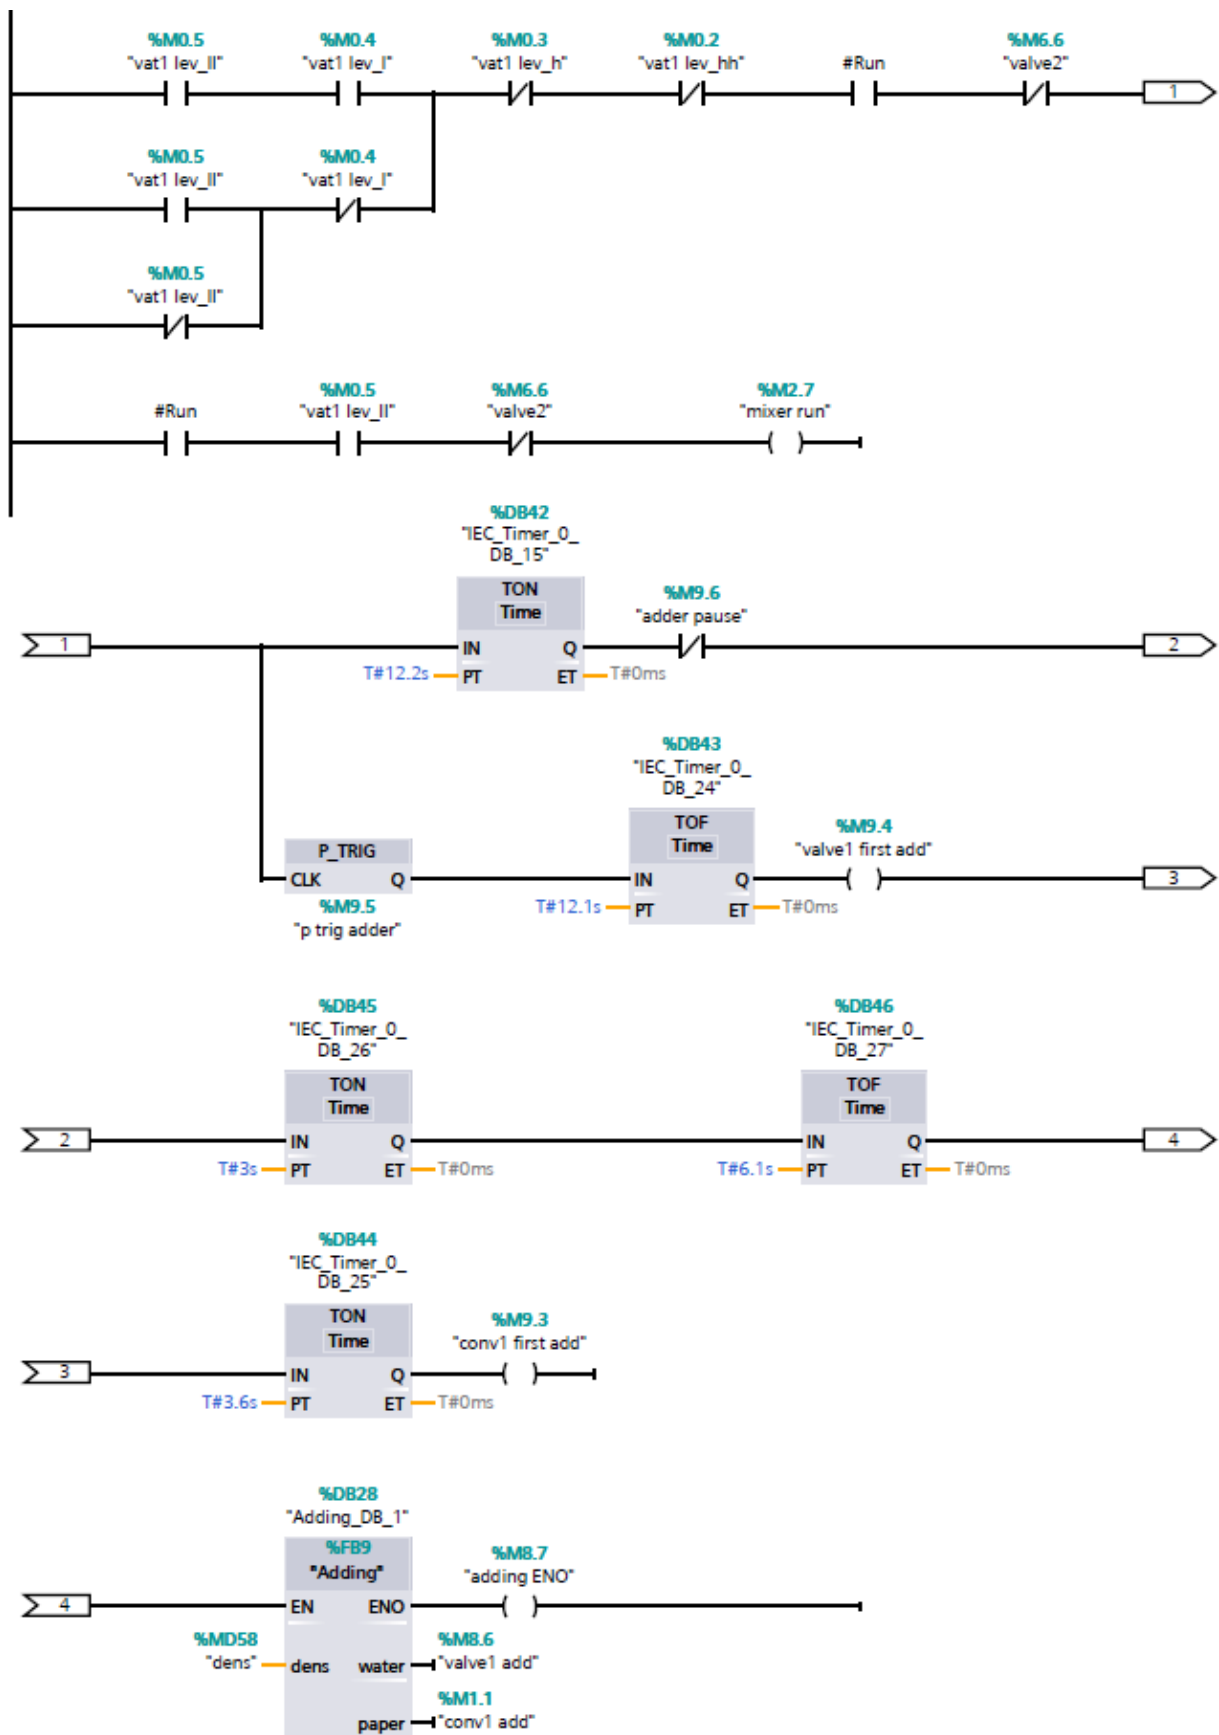 %M0.5 %M0.4 %M0.3 %M0.2 %M6.6
"vat1 lev_ll" "vat1 lev_l" "vat1 lev_h" "vat1 lev_hh" #Run "valve2"
1
%M0.5 %M0.4
"vat1 lev_ll" "vat1 lev_l"
%M0.5
"vat1 lev_ll"
%M0.5 %M6.6 %M2.7
#Run "vat1 lev_ll" "valve2" "mixer run"
%DB42
"IEC_Timer_0_
DB_15"
TON
Time
%M9.6
"adder pause"
1 IN Q 2
T#12.2s PT ET T#0ms
%DB43
"IEC_Timer_0_
DB_24"
TOF
Time
%M9.4
"valve1 first add"
P_TRIG
CLK Q IN Q 3
%M9.5
"p trig adder"
T#12.1s PT ET T#0ms
%DB45 %DB46
"IEC_Timer_0_ "IEC_Timer_0_
DB_26" DB_27"
TON TOF
Time Time
2 IN Q IN Q 4
T#3s PT ET T#0ms T#6.1s PT ET T#0ms
%DB44
"IEC_Timer_0_
DB_25"
TON
Time
%M9.3
"conv1 first add"
3 IN Q
T#3.6s PT ET T#0ms
%DB28
"Adding_DB_1"
%FB9
"Adding"
%M8.7
"adding ENO"
4 EN ENO
%MD58 %M8.6
"dens" dens water "valve1 add"
%M1.1
paper "conv1 add"